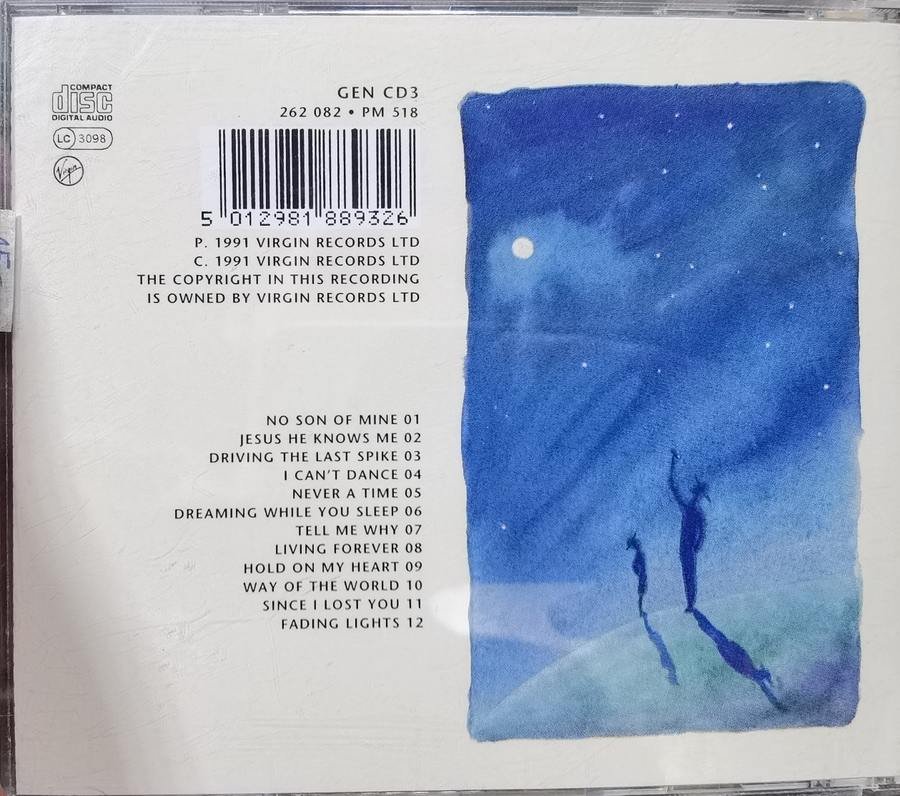 COMPACT
disc
DIGITAL AUDIO
LC 3098
Virgin
GEN CD3
262 082 • PM 518
5 012981 889326
P. 1991 VIRGIN RECORDS LTD
C. 1991 VIRGIN RECORDS LTD
THE COPYRIGHT IN THIS RECORDING
IS OWNED BY VIRGIN RECORDS LTD
NO SON OF MINE 01
JESUS HE KNOWS ME 02
DRIVING THE LAST SPIKE 03
I CAN'T DANCE 04
NEVER A TIME 05
DREAMING WHILE YOU SLEEP 06
TELL ME WHY 07
LIVING FOREVER 08
HOLD ON MY HEART 09
WAY OF THE WORLD 10
SINCE I LOST YOU 11
FADING LIGHTS 12